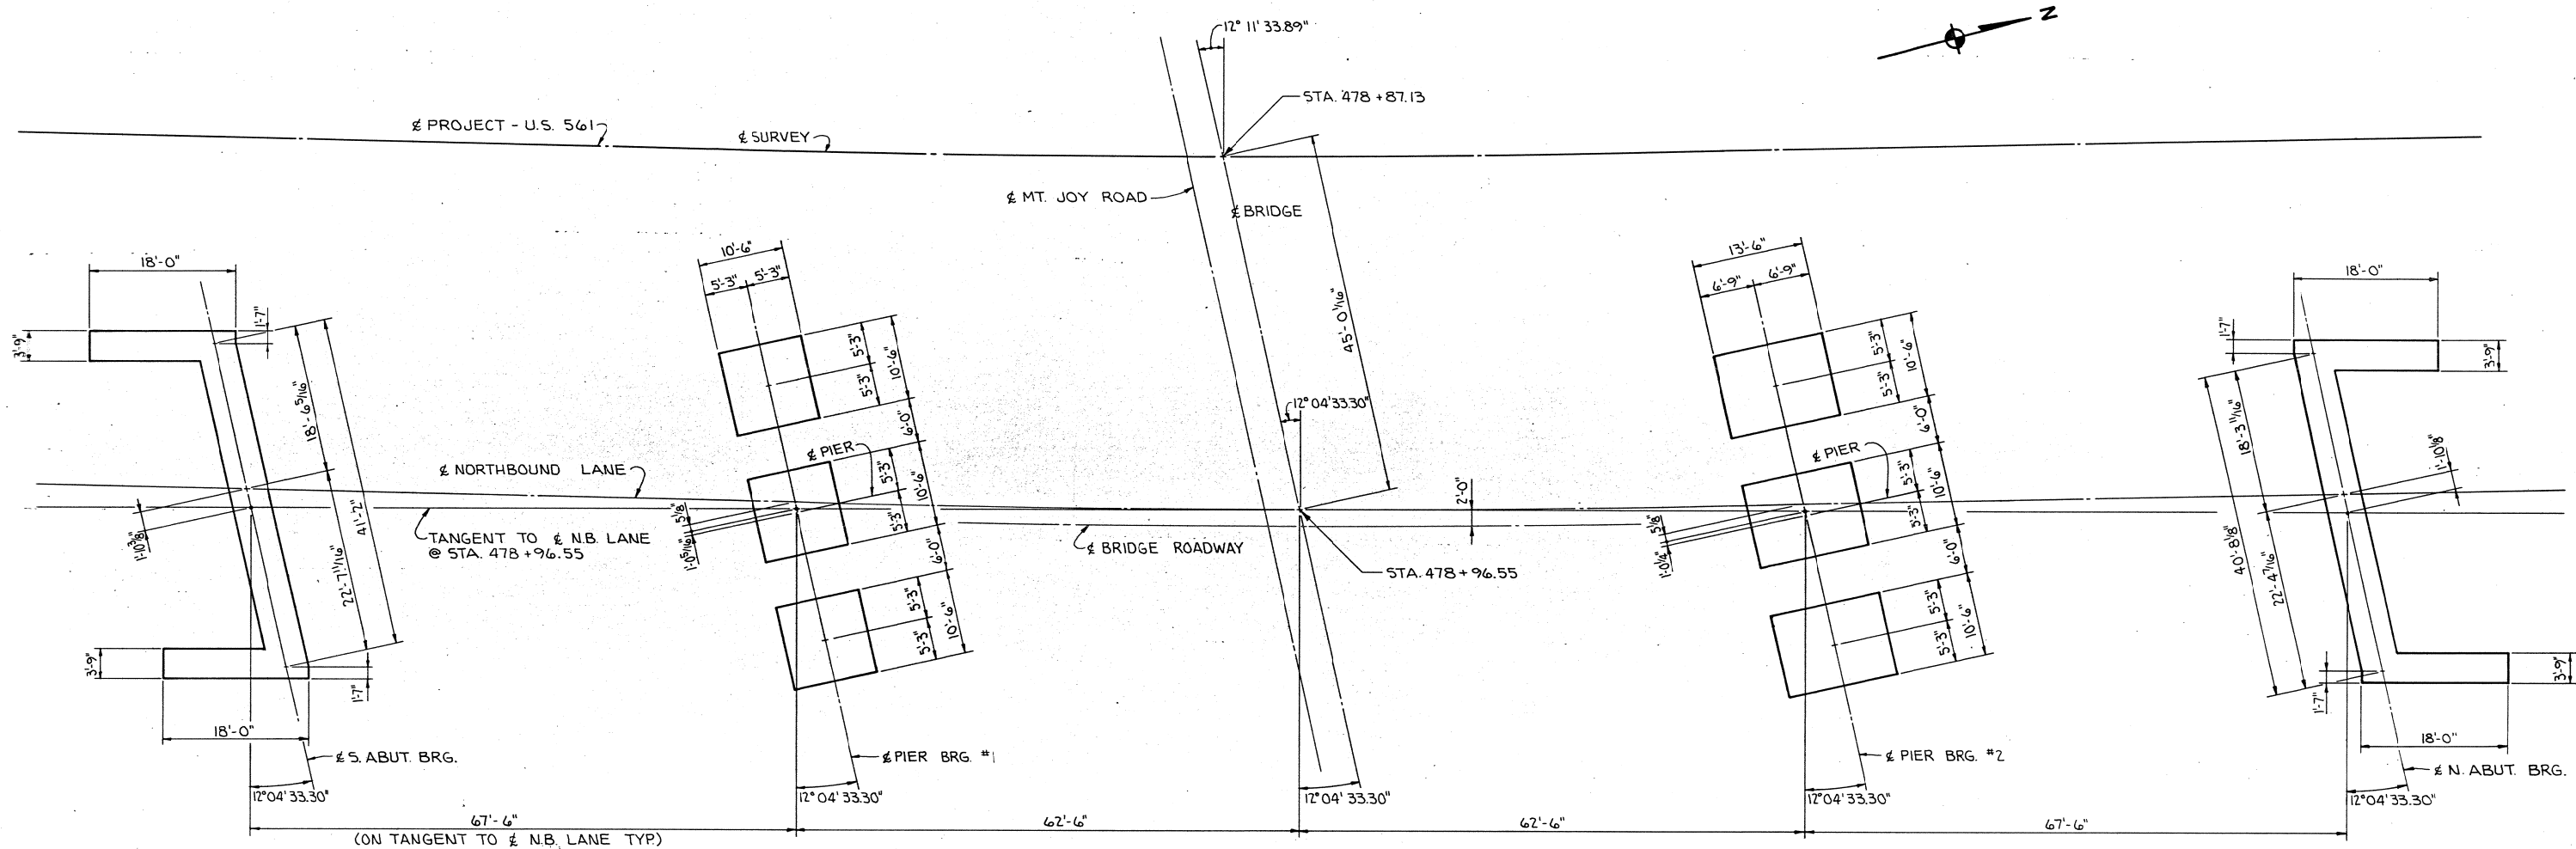 12° 11' 33.89"
N
STA. 478 + 87.13
℄ PROJECT - U.S. 561
℄ SURVEY
℄ MT. JOY ROAD
℄ BRIDGE
10'-6"
5'-3"
5'-3"
13'-6"
6'-9"
6'-9"
18'-0"
18'-0"
1'-7"
1'-7"
3'-9"
3'-9"
45'-0 1/16"
5'-3"
10'-6"
5'-3"
5'-3"
10'-6"
5'-3"
18'-6 5/16"
12° 04' 33.30"
6'-0"
6'-0"
18'-3 11/16"
1'-10 1/8"
℄ NORTHBOUND LANE
℄ PIER
5'-3"
10'-6"
5'-3"
℄ PIER
5'-3"
10'-6"
5'-3"
41'-2"
40'-8 1/8"
1'-10 3/8"
TANGENT TO ℄ N.B. LANE
@ STA. 478 + 96.55
5/8
1'-0 5/16"
2'-0"
5/8
1'-0 1/4"
℄ BRIDGE ROADWAY
STA. 478 + 96.55
22'-7 11/16"
22'-4 7/16"
6'-0"
6'-0"
5'-3"
10'-6"
5'-3"
5'-3"
10'-6"
5'-3"
3'-9"
1'-7"
1'-7"
3'-9"
18'-0"
18'-0"
℄ S. ABUT. BRG.
℄ PIER BRG. #1
℄ PIER BRG. #2
℄ N. ABUT. BRG.
12° 04' 33.30"
12° 04' 33.30"
12° 04' 33.30"
12° 04' 33.30"
12° 04' 33.30"
67'-6"
62'-6"
62'-6"
67'-6"
(ON TANGENT TO ℄ N.B. LANE TYP.)